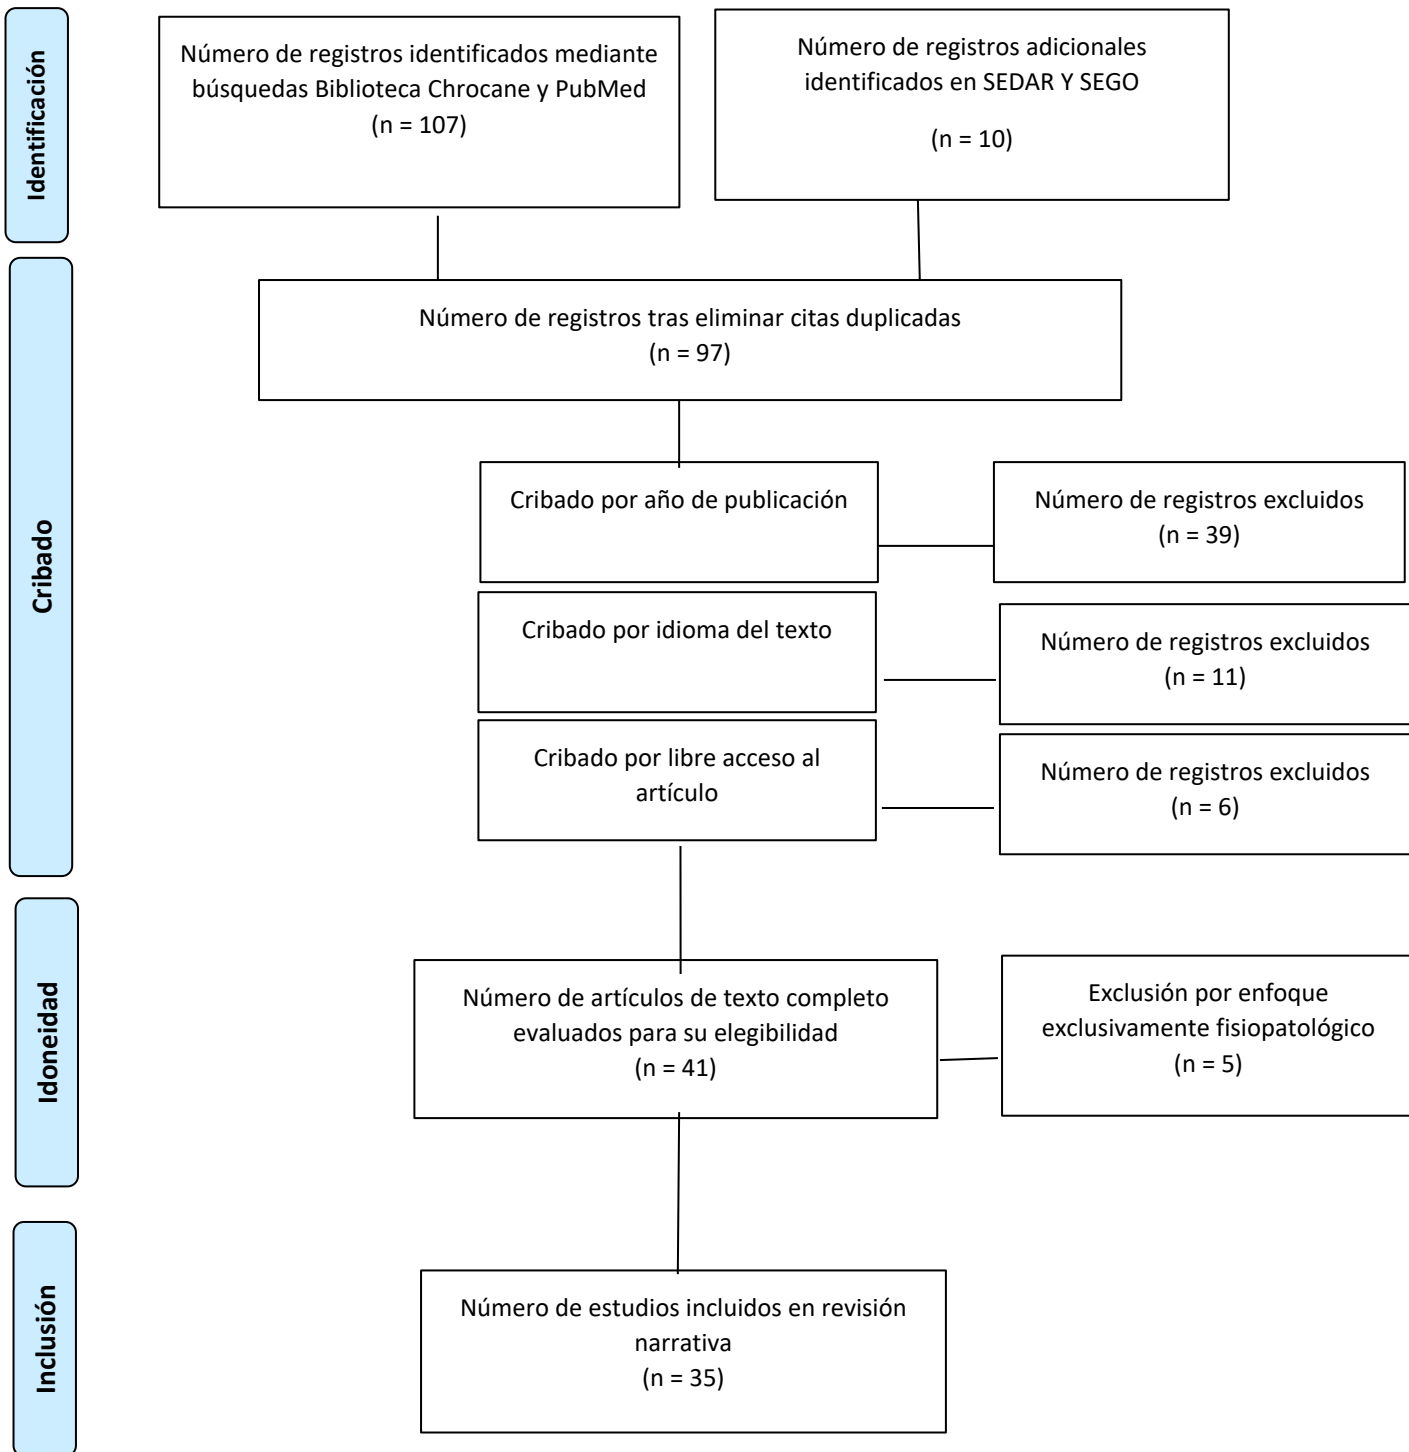 Identificación
Número de registros identificados mediante
búsquedas Biblioteca Chrocane y PubMed
(n = 107)
Número de registros adicionales
identificados en SEDAR Y SEGO
(n = 10)
Cribado
Número de registros tras eliminar citas duplicadas
(n = 97)
Cribado por año de publicación
Número de registros excluidos
(n = 39)
Cribado por idioma del texto
Número de registros excluidos
(n = 11)
Cribado por libre acceso al
artículo
Número de registros excluidos
(n = 6)
Idoneidad
Número de artículos de texto completo
evaluados para su elegibilidad
(n = 41)
Exclusión por enfoque
exclusivamente fisiopatológico
(n = 5)
Inclusión
Número de estudios incluidos en revisión
narrativa
(n = 35)